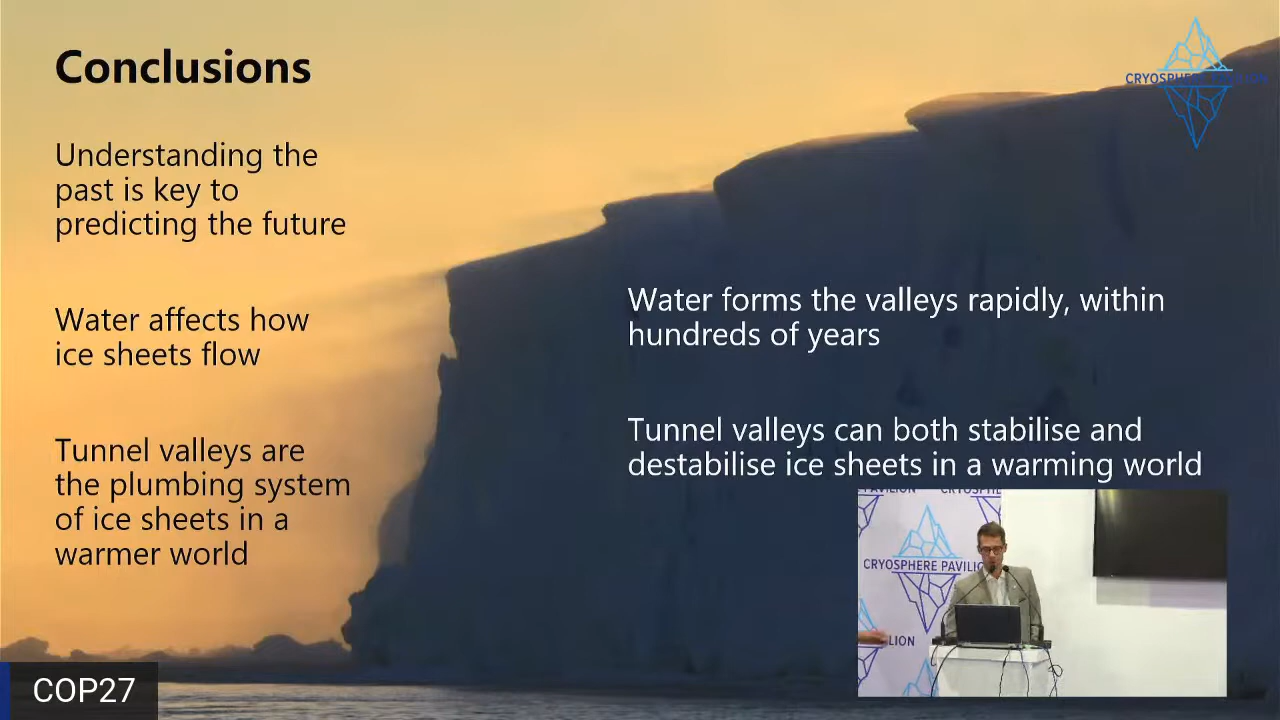 Conclusions
CRYOSPHERE PAVILION
Understanding the
past is key to
predicting the future
Water affects how
ice sheets flow
Tunnel valleys are
the plumbing system
of ice sheets in a
warmer world
Water forms the valleys rapidly, within
hundreds of years
Tunnel valleys can both stabilise and
destabilise ice sheets in a warming world
CRYOSPHERE PAVILIO
LION
COP27